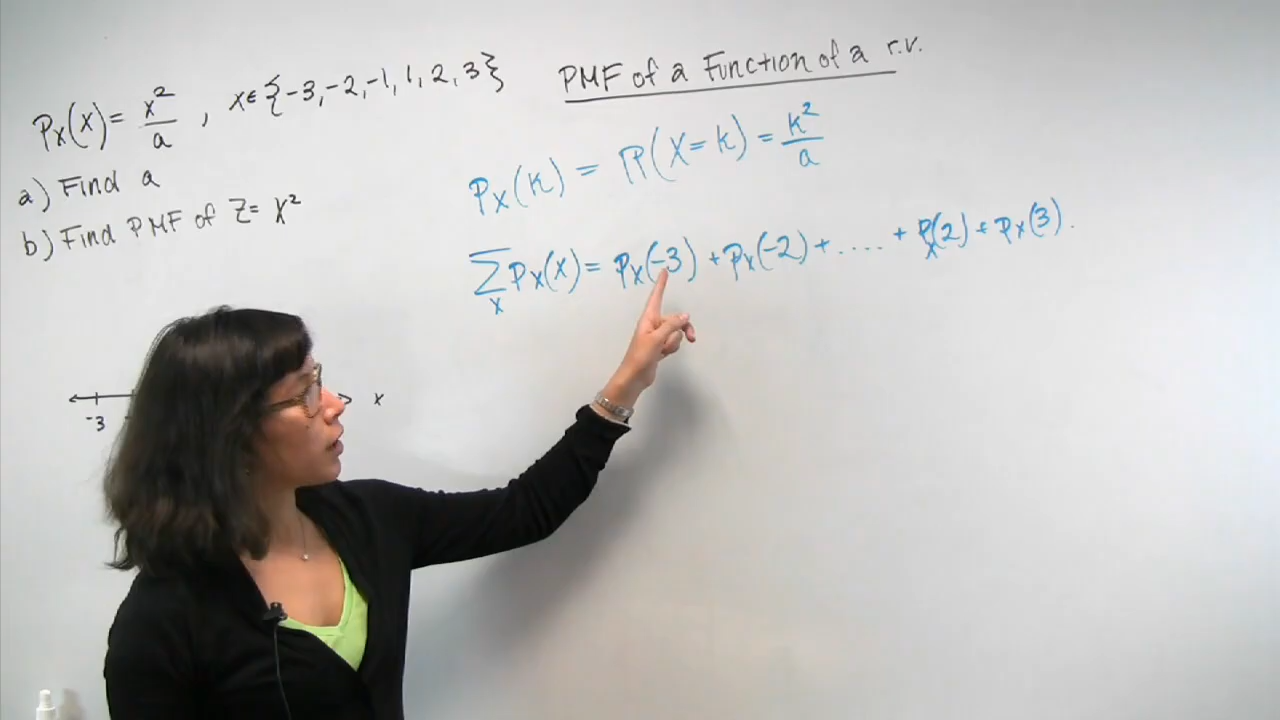 P_X(x) = x²/a , x∈{-3,-2,-1,1,2,3}
a) Find a
b) Find PMF of Z = X²
PMF of a Function of a r.v.
P_X(k) = ℙ(X=k) = k²/a
∑_x P_X(x) = P_X(-3) + P_X(-2) + .... + P_X(2) + P_X(3).
x
-3